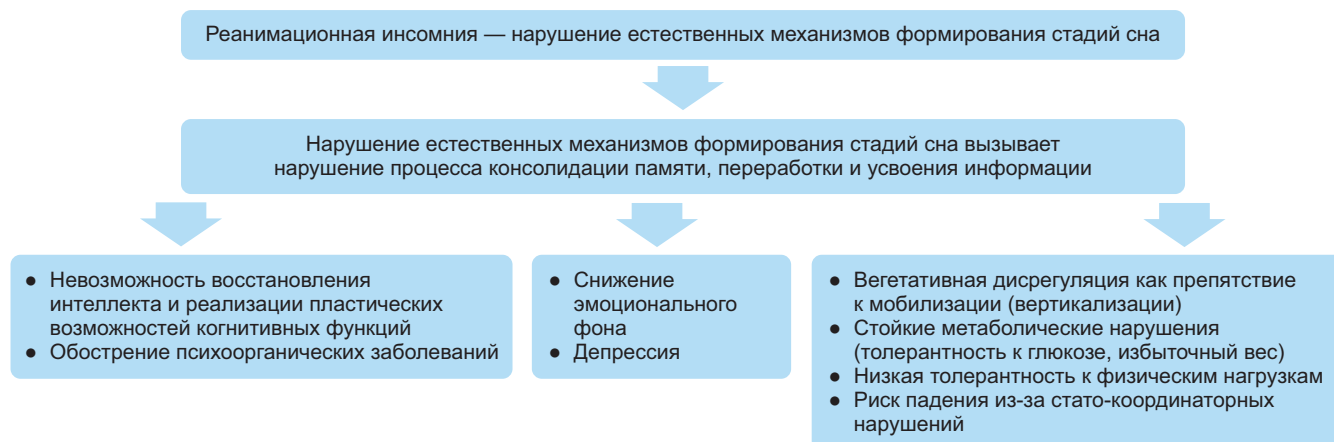 Реанимационная инсомния — нарушение естественных механизмов формирования стадий сна
Нарушение естественных механизмов формирования стадий сна вызывает
нарушение процесса консолидации памяти, переработки и усвоения информации
● Невозможность восстановления
интеллекта и реализации пластических
возможностей когнитивных функций
● Обострение психоорганических заболеваний
● Снижение
эмоционального
фона
● Депрессия
● Вегетативная дисрегуляция как препятствие
к мобилизации (вертикализации)
● Стойкие метаболические нарушения
(толерантность к глюкозе, избыточный вес)
● Низкая толерантность к физическим нагрузкам
● Риск падения из-за стато-координаторных
нарушений